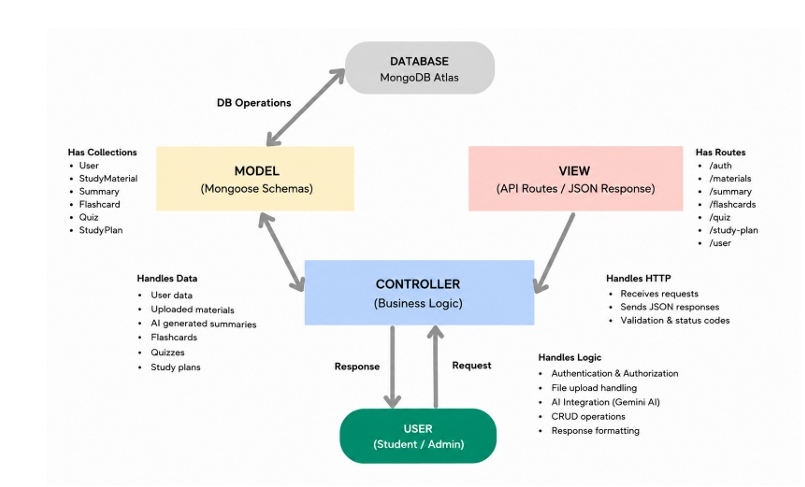 DATABASE
MongoDB Atlas
DB Operations
Has Collections
• User
• StudyMaterial
• Summary
• Flashcard
• Quiz
• StudyPlan
MODEL
(Mongoose Schemas)
VIEW
(API Routes / JSON Response)
Has Routes
• /auth
• /materials
• /summary
• /flashcards
• /quiz
• /study-plan
• /user
Handles Data
• User data
• Uploaded materials
• AI generated summaries
• Flashcards
• Quizzes
• Study plans
CONTROLLER
(Business Logic)
Handles HTTP
• Receives requests
• Sends JSON responses
• Validation & status codes
Response
Request
Handles Logic
• Authentication & Authorization
• File upload handling
• AI Integration (Gemini AI)
• CRUD operations
• Response formatting
USER
(Student / Admin)